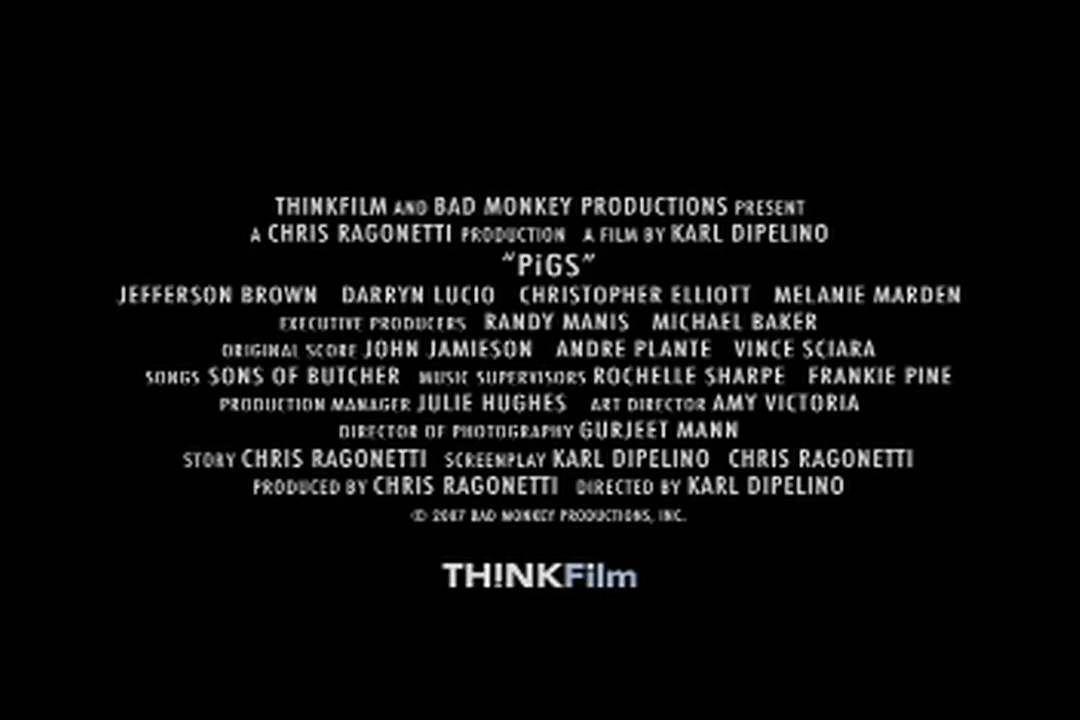 THINKFILM AND BAD MONKEY PRODUCTIONS PRESENT
A CHRIS RAGONETTI PRODUCTION A FILM BY KARL DIPELINO
"PiGS"
JEFFERSON BROWN DARRYN LUCIO CHRISTOPHER ELLIOTT MELANIE MARDEN
EXECUTIVE PRODUCERS RANDY MANIS MICHAEL BAKER
ORIGINAL SCORE JOHN JAMIESON ANDRE PLANTE VINCE SCIARA
SONGS SONS OF BUTCHER MUSIC SUPERVISORS ROCHELLE SHARPE FRANKIE PINE
PRODUCTION MANAGER JULIE HUGHES ART DIRECTOR AMY VICTORIA
DIRECTOR OF PHOTOGRAPHY GURJEET MANN
STORY CHRIS RAGONETTI SCREENPLAY KARL DIPELINO CHRIS RAGONETTI
PRODUCED BY CHRIS RAGONETTI DIRECTED BY KARL DIPELINO
© 2007 BAD MONKEY PRODUCTIONS, INC.
TH!NKFilm